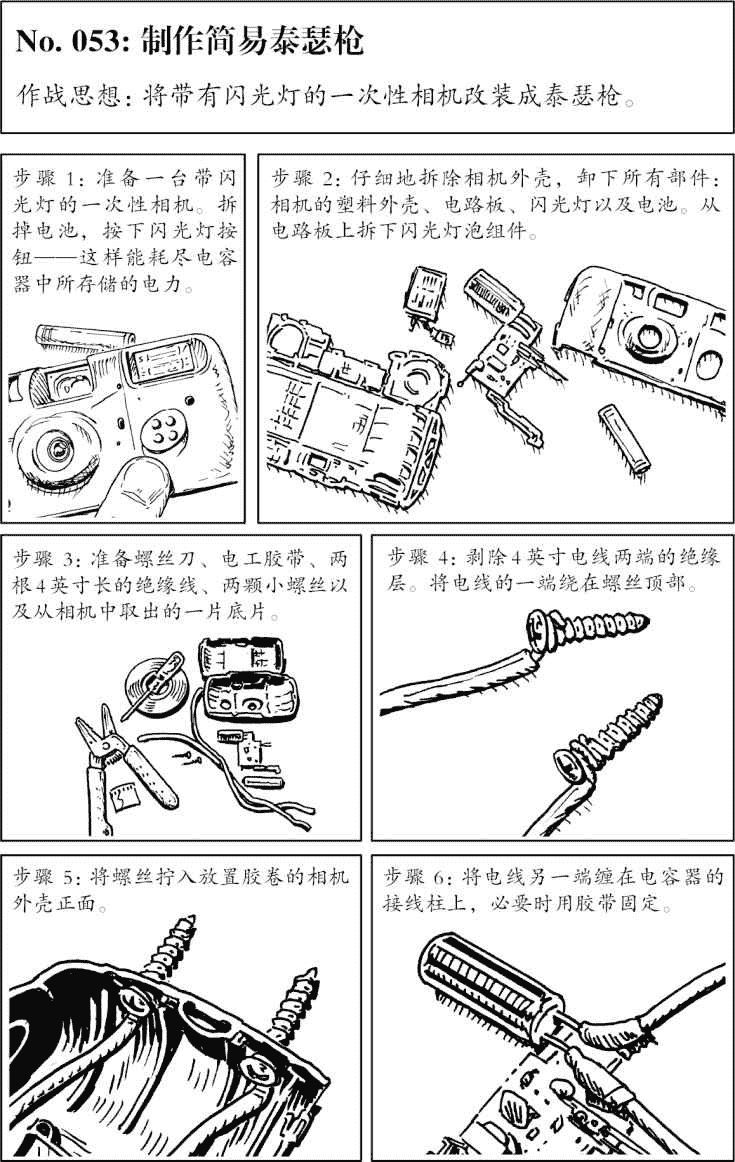 No. 053: 制作简易泰瑟枪
作战思想：将带有闪光灯的一次性相机改装成泰瑟枪。
步骤 1：准备一台带闪
光灯的一次性相机。拆
掉电池，按下闪光灯按
钮——这样能耗尽电容
器中所存储的电力。
步骤 2：仔细地拆除相机外壳，卸下所有部件：
相机的塑料外壳、电路板、闪光灯以及电池。从
电路板上拆下闪光灯泡组件。
步骤 3：准备螺丝刀、电工胶带、两
根4英寸长的绝缘线、两颗小螺丝以
及从相机中取出的一片底片。
步骤 4：剥除4英寸电线两端的绝缘
层。将电线的一端绕在螺丝顶部。
步骤 5：将螺丝拧入放置胶卷的相机
外壳正面。
步骤 6：将电线另一端缠在电容器的
接线柱上，必要时用胶带固定。